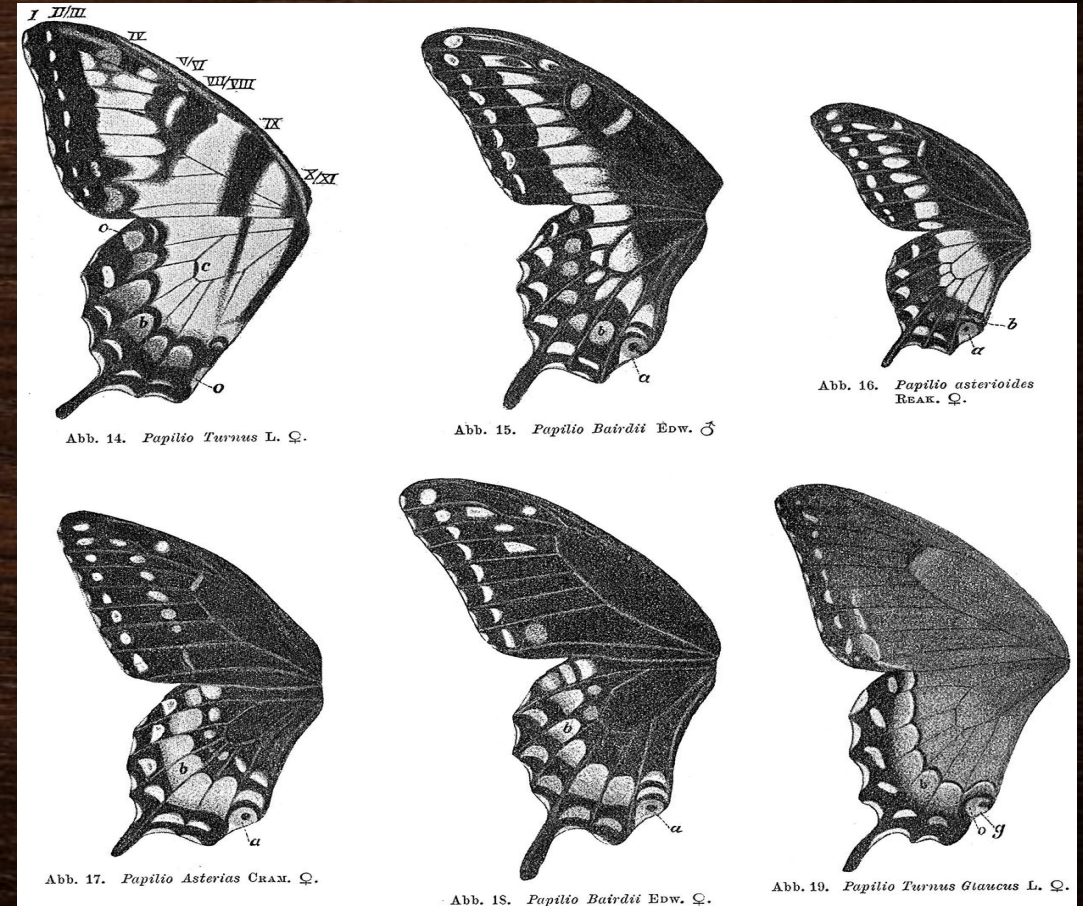 I II/III
IV
V/VI
VII/VIII
IX
X/XI
o
c
b
o
Abb. 14. Papilio Turnus L. ♀.
b
a
Abb. 15. Papilio Bairdii EDW. ♂
b
a
Abb. 16. Papilio asterioides
REAK. ♀.
b
a
Abb. 17. Papilio Asterias CRAM. ♀.
b
a
Abb. 18. Papilio Bairdii EDW. ♀.
b
o g
Abb. 19. Papilio Turnus Glaucus L. ♀.